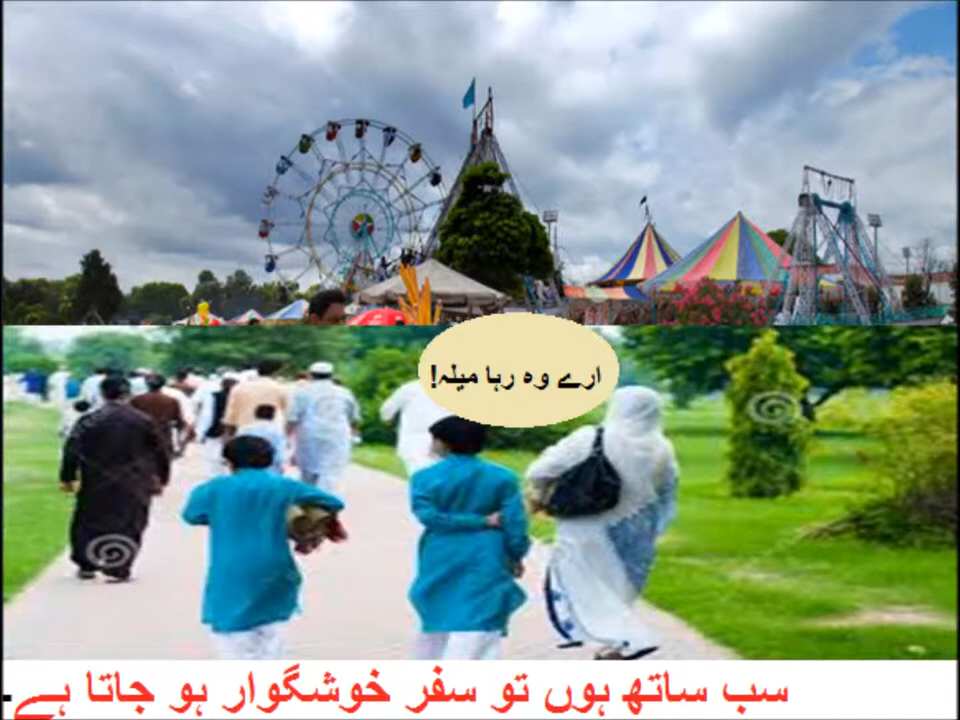 ارے وہ رہا میلہ!
سب ساتھ ہوں تو سفر خوشگوار ہو جاتا ہے۔